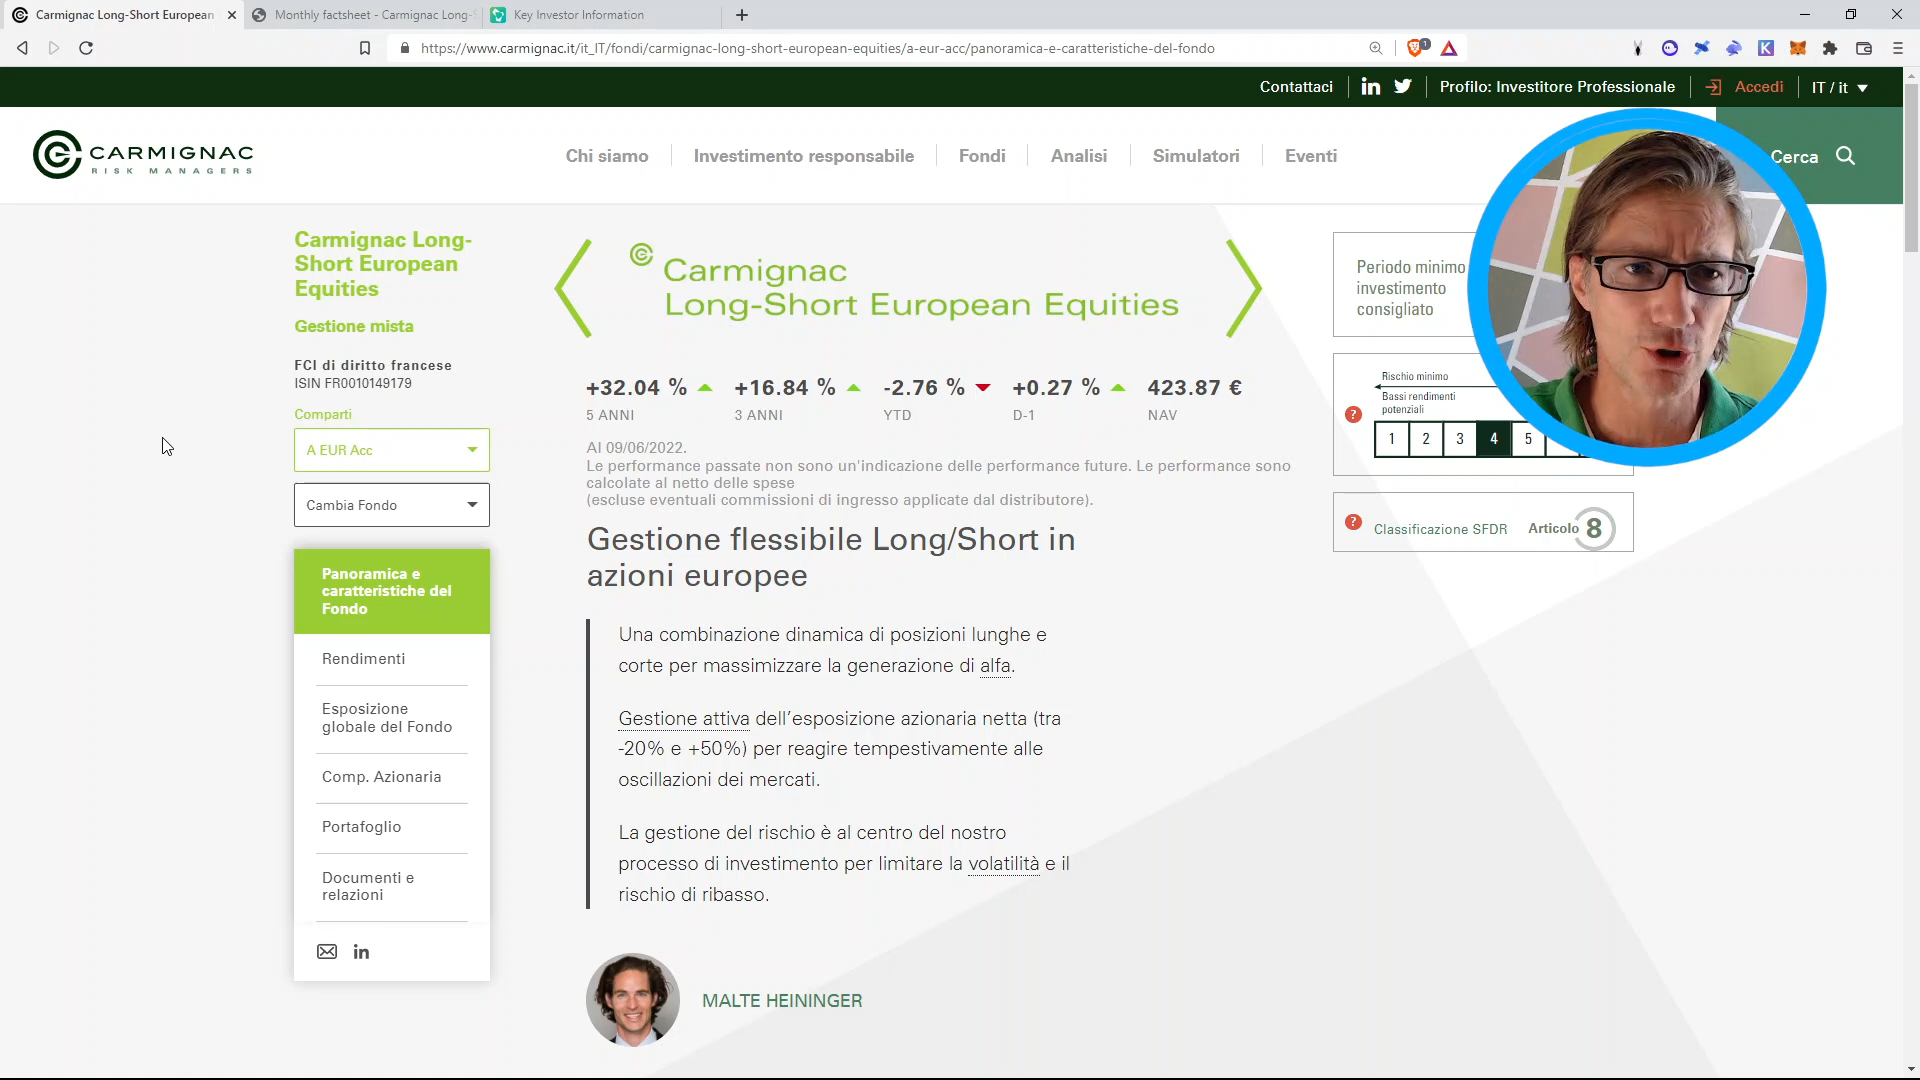 Carmignac Long-Short European
Monthly factsheet - Carmignac Long-
Key Investor Information
https://www.carmignac.it/it_IT/fondi/carmignac-long-short-european-equities/a-eur-acc/panoramica-e-caratteristiche-del-fondo
1
K
Contattaci
in
Profilo: Investitore Professionale
Accedi
IT / it
CARMIGNAC
RISK MANAGERS
Chi siamo
Investimento responsabile
Fondi
Analisi
Simulatori
Eventi
Cerca
Carmignac Long-
Short European
Equities
Gestione mista
FCI di diritto francese
ISIN FR0010149179
Comparti
A EUR Acc
Cambia Fondo
Panoramica e
caratteristiche del
Fondo
Rendimenti
Esposizione
globale del Fondo
Comp. Azionaria
Portafoglio
Documenti e
relazioni
in
Carmignac
Long-Short European Equities
+32.04 %
+16.84 %
-2.76 %
+0.27 %
423.87 €
5 ANNI
3 ANNI
YTD
D-1
NAV
Al 09/06/2022.
Le performance passate non sono un'indicazione delle performance future. Le performance sono
calcolate al netto delle spese
(escluse eventuali commissioni di ingresso applicate dal distributore).
Gestione flessibile Long/Short in
azioni europee
Una combinazione dinamica di posizioni lunghe e
corte per massimizzare la generazione di alfa.
Gestione attiva dell’esposizione azionaria netta (tra
-20% e +50%) per reagire tempestivamente alle
oscillazioni dei mercati.
La gestione del rischio è al centro del nostro
processo di investimento per limitare la volatilità e il
rischio di ribasso.
MALTE HEININGER
Periodo minimo
investimento
consigliato
Rischio minimo
Bassi rendimenti
potenziali
?
1 2 3 4 5
?
Classificazione SFDR
Articolo 8